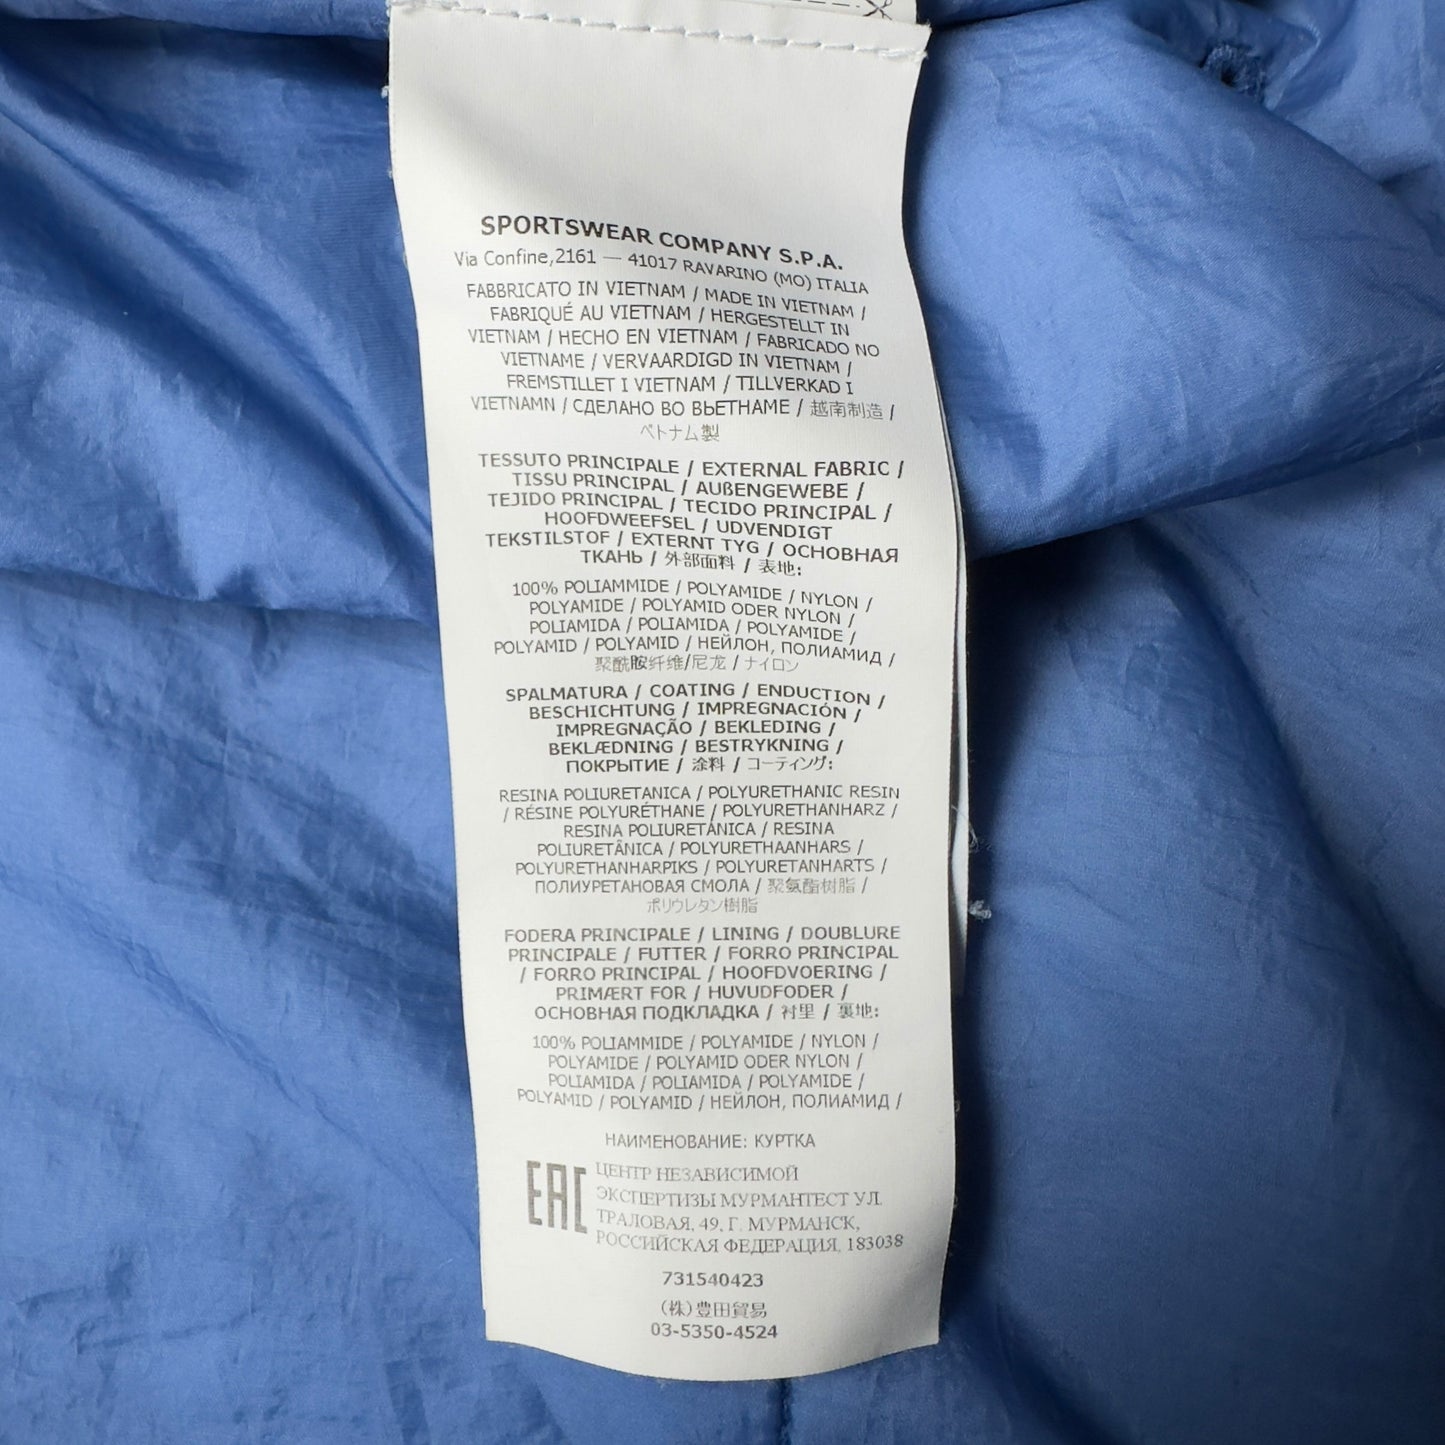 SPORTSWEAR COMPANY S.P.A.
Via Confine,2161 — 41017 RAVARINO (MO) ITALIA
FABBRICATO IN VIETNAM / MADE IN VIETNAM /
FABRIQUÉ AU VIETNAM / HERGESTELLT IN
VIETNAM / HECHO EN VIETNAM / FABRICADO NO
VIETNAME / VERVAARDIGD IN VIETNAM /
FREMSTILLET I VIETNAM / TILLVERKAD I
VIETNAMN / СДЕЛАНО ВО ВЬЕТНАМЕ / 越南制造 /
ベトナム製
TESSUTO PRINCIPALE / EXTERNAL FABRIC /
TISSU PRINCIPAL / AUßENGEWEBE /
TEJIDO PRINCIPAL / TECIDO PRINCIPAL /
HOOFDWEEFSEL / UDVENDIGT
TEKSTILSTOF / EXTERNT TYG / ОСНОВНАЯ
ТКАНЬ / 外部面料 / 表地:
100% POLIAMMIDE / POLYAMIDE / NYLON /
POLYAMIDE / POLYAMID ODER NYLON /
POLIAMIDA / POLIAMIDA / POLYAMIDE /
POLYAMID / POLYAMID / НЕЙЛОН, ПОЛИАМИД /
聚酰胺纤维/尼龙 / ナイロン
SPALMATURA / COATING / ENDUCTION /
BESCHICHTUNG / IMPREGNACIÓN /
IMPREGNAÇÃO / BEKLEDING /
BEKLÆDNING / BESTRYKNING /
ПОКРЫТИЕ / 涂料 / コーティング:
RESINA POLIURETANICA / POLYURETHANIC RESIN
/ RÉSINE POLYURÉTHANE / POLYURETHANHARZ /
RESINA POLIURETÁNICA / RESINA
POLIURETÂNICA / POLYURETHAANHARS /
POLYURETHANHARPIKS / POLYURETANHARTS /
ПОЛИУРЕТАНОВАЯ СМОЛА / 聚氨酯树脂 /
ポリウレタン樹脂
FODERA PRINCIPALE / LINING / DOUBLURE
PRINCIPALE / FUTTER / FORRO PRINCIPAL
/ FORRO PRINCIPAL / HOOFDVOERING /
PRIMÆRT FOR / HUVUDFODER /
ОСНОВНАЯ ПОДКЛАДКА / 衬里 / 裏地:
100% POLIAMMIDE / POLYAMIDE / NYLON /
POLYAMIDE / POLYAMID ODER NYLON /
POLIAMIDA / POLIAMIDA / POLYAMIDE /
POLYAMID / POLYAMID / НЕЙЛОН, ПОЛИАМИД /
НАИМЕНОВАНИЕ: КУРТКА
EAC ЦЕНТР НЕЗАВИСИМОЙ
ЭКСПЕРТИЗЫ МУРМАНТЕСТ УЛ.
ТРАЛОВАЯ, 49, Г. МУРМАНСК,
РОССИЙСКАЯ ФЕДЕРАЦИЯ, 183038
731540423
(株)豊田貿易
03-5350-4524